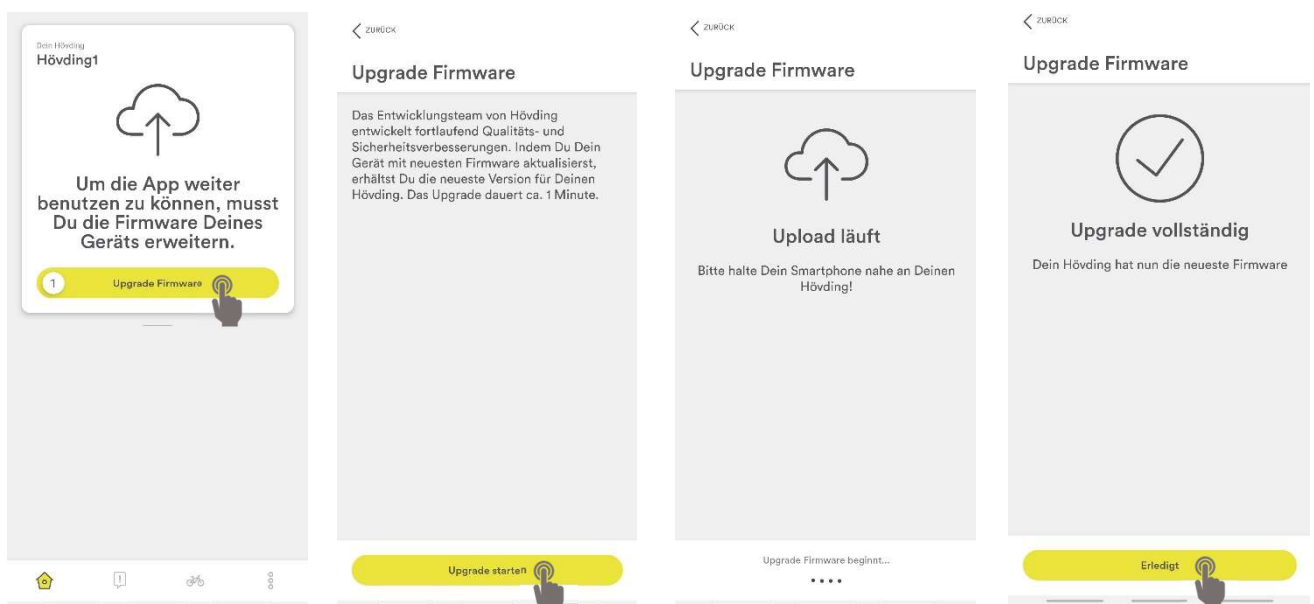 Dein Hövding
Hövding1
Um die App weiter
benutzen zu können, musst
Du die Firmware Deines
Geräts erweitern.
1
Upgrade Firmware
ZURÜCK
Upgrade Firmware
Das Entwicklungsteam von Hövding
entwickelt fortlaufend Qualitäts- und
Sicherheitsverbesserungen. Indem Du Dein
Gerät mit neuesten Firmware aktualisierst,
erhältst Du die neueste Version für Deinen
Hövding. Das Upgrade dauert ca. 1 Minute.
Upgrade starten
ZURÜCK
Upgrade Firmware
Upload läuft
Bitte halte Dein Smartphone nahe an Deinen
Hövding!
Upgrade Firmware beginnt...
ZURÜCK
Upgrade Firmware
Upgrade vollständig
Dein Hövding hat nun die neueste Firmware
Erledigt